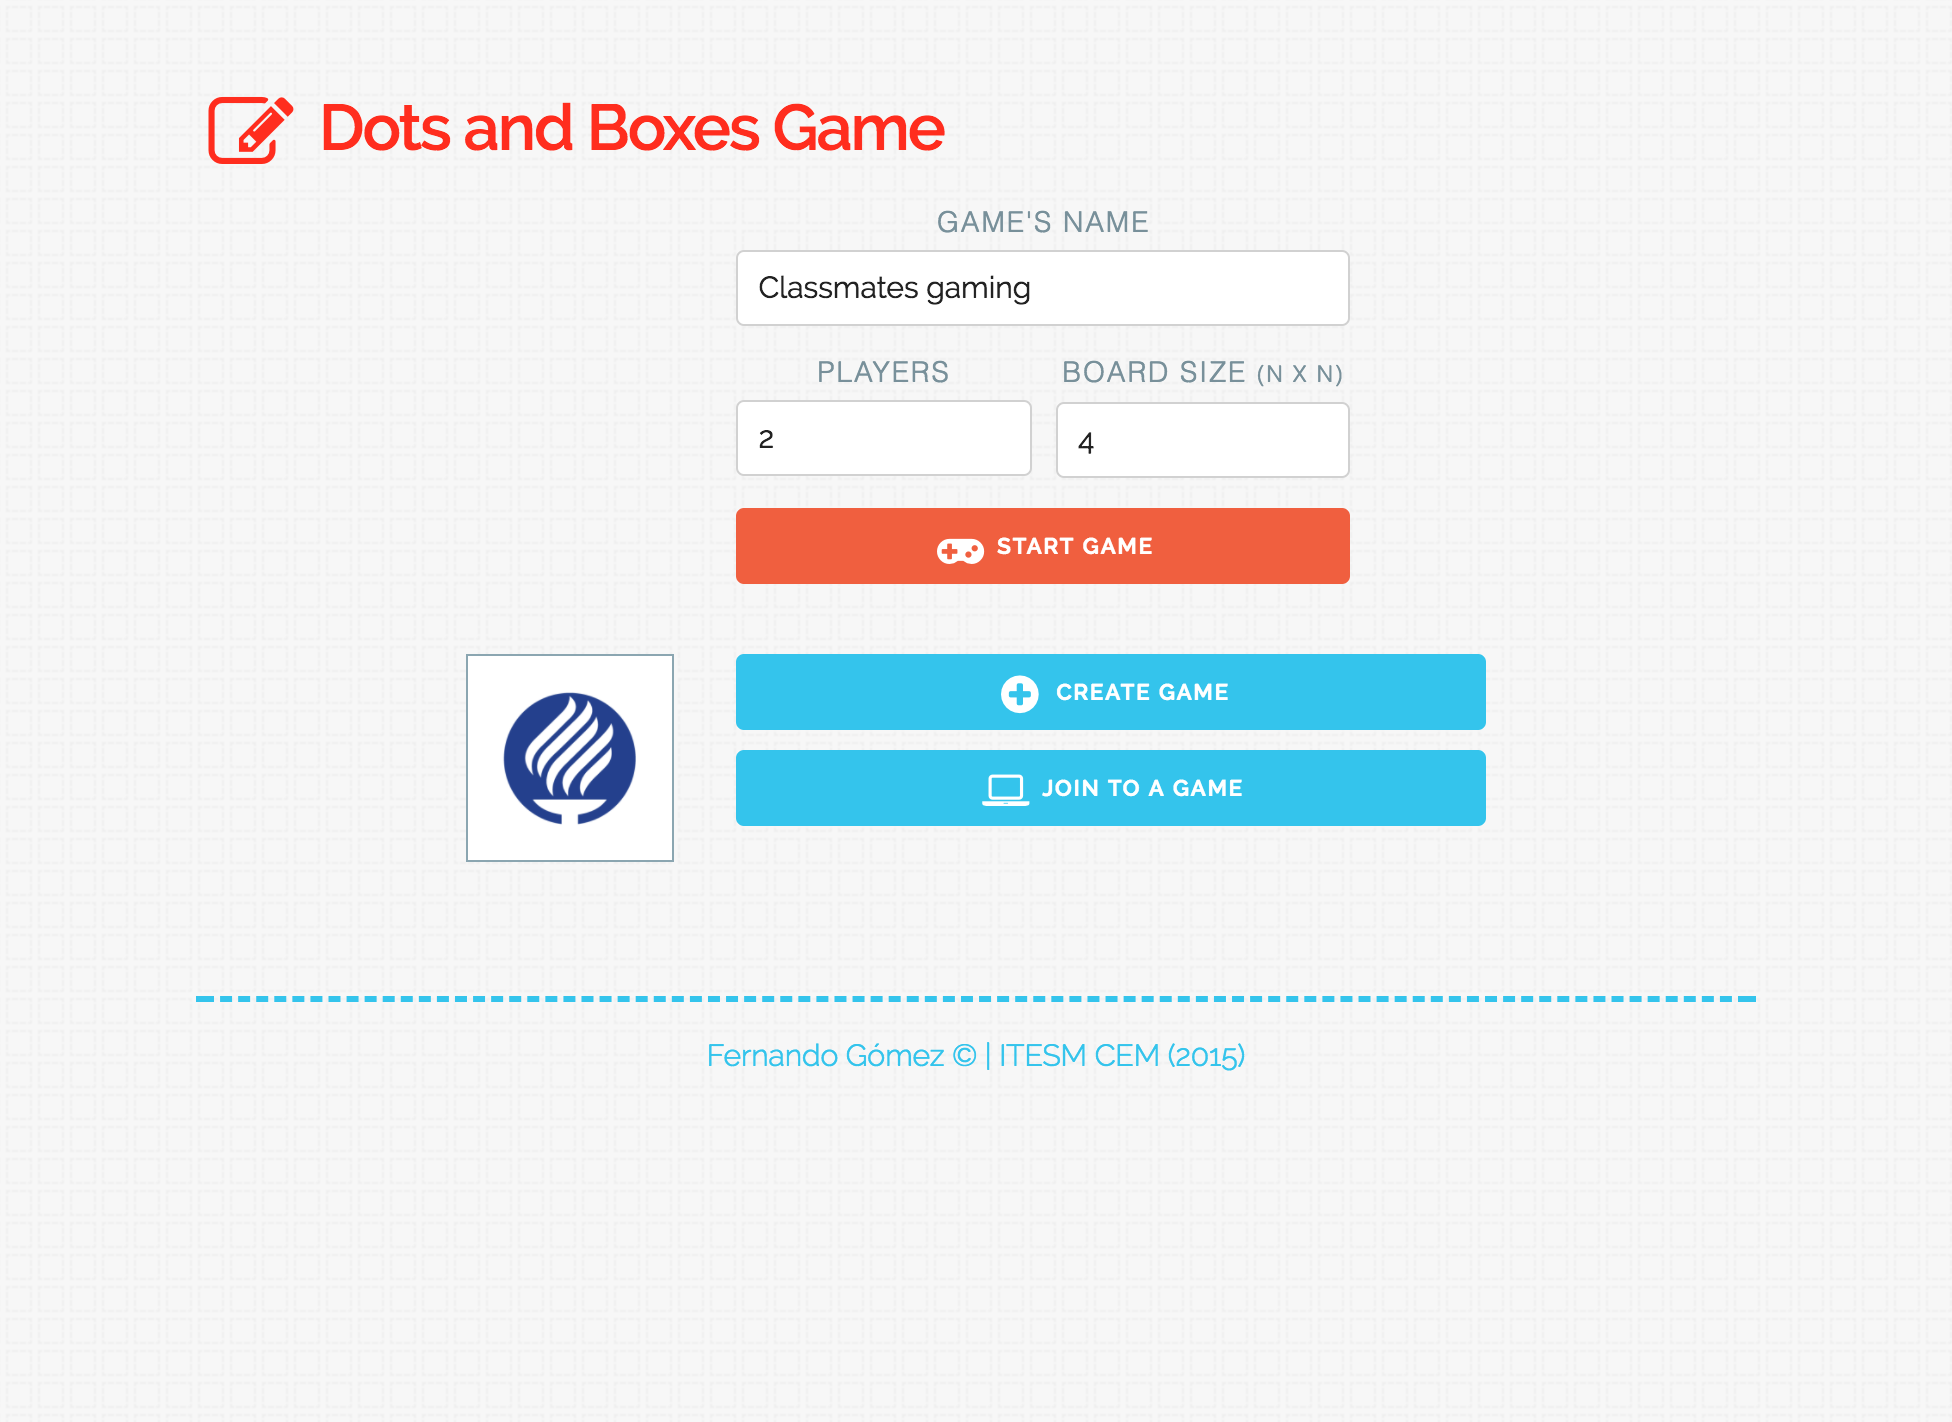 Dots and Boxes Game
GAME'S NAME
Classmates gaming
PLAYERS
BOARD SIZE (N X N)
2
4
START GAME
CREATE GAME
JOIN TO A GAME
Fernando Gómez © | ITESM CEM (2015)